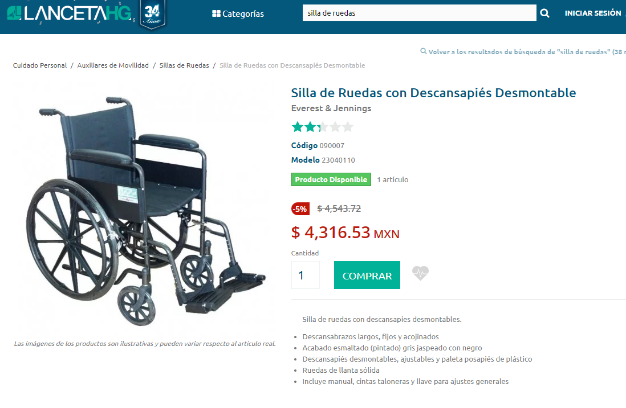 LANCETAHG
34
Categorías
silla de ruedas
INICIAR SESIÓN
Volver a los resultados de búsqueda de "silla de ruedas" (38
Cuidado Personal / Auxiliares de Movilidad / Sillas de Ruedas / Silla de Ruedas con Descansapiés Desmontable
Silla de Ruedas con Descansapiés Desmontable
Everest & Jennings
Código 090007
Modelo 23040110
Producto Disponible 1 artículo
-5% $ 4,543.72
$ 4,316.53 MXN
Cantidad
1 COMPRAR
Silla de ruedas con descansapies desmontables.
Descansabrazos largos, fijos y acojinados
Acabado esmaltado (pintado) gris jaspeado con negro
Descansapiés desmontables, ajustables y paleta posapiés de plástico
Ruedas de llanta sólida
Incluye manual, cintas taloneras y llave para ajustes generales
Las imágenes de los productos son ilustrativas y pueden variar respecto al artículo real.